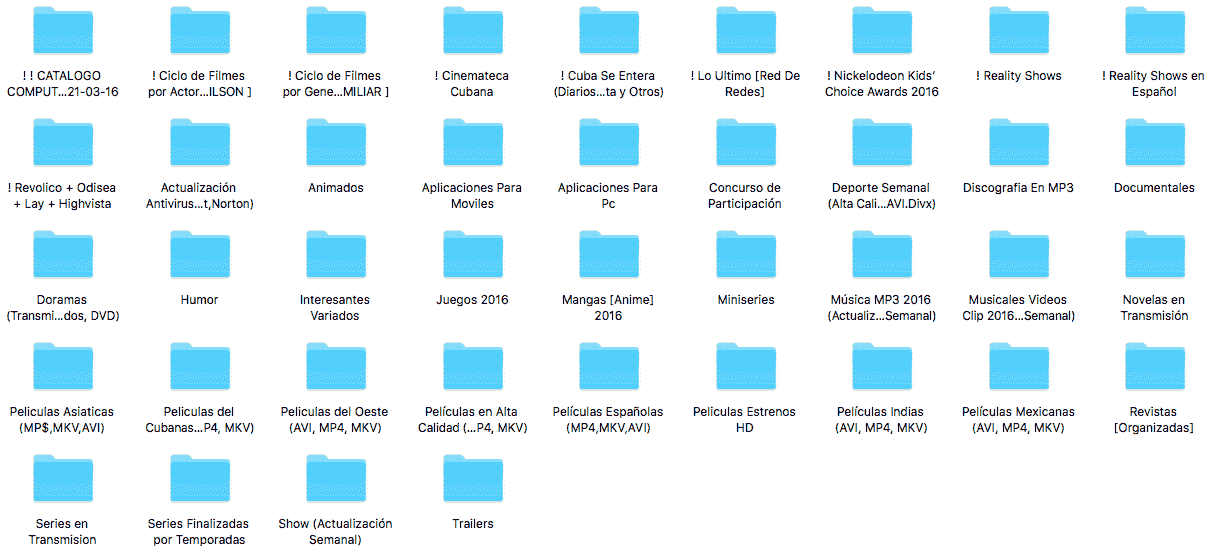 ! ! CATALOGO
COMPUT...21-03-16
! Ciclo de Filmes
por Actor...ILSON ]
! Ciclo de Filmes
por Gene...MILIAR ]
! Cinemateca
Cubana
! Cuba Se Entera
(Diarios...ta y Otros)
! Lo Ultimo [Red De
Redes]
! Nickelodeon Kids'
Choice Awards 2016
! Reality Shows
! Reality Shows en
Español
! Revolico + Odisea
+ Lay + Highvista
Actualización
Antivirus...t,Norton)
Animados
Aplicaciones Para
Moviles
Aplicaciones Para
Pc
Concurso de
Participación
Deporte Semanal
(Alta Cali...AVI.Divx)
Discografia En MP3
Documentales
Doramas
(Transmi...dos, DVD)
Humor
Interesantes
Variados
Juegos 2016
Mangas [Anime]
2016
Miniseries
Música MP3 2016
(Actualiz...Semanal)
Musicales Videos
Clip 2016...Semanal)
Novelas en
Transmisión
Peliculas Asiaticas
(MP$,MKV,AVI)
Peliculas del
Cubanas...P4, MKV)
Peliculas del Oeste
(AVI, MP4, MKV)
Películas en Alta
Calidad (...P4, MKV)
Películas Españolas
(MP4,MKV,AVI)
Peliculas Estrenos
HD
Películas Indias
(AVI, MP4, MKV)
Películas Mexicanas
(AVI, MP4, MKV)
Revistas
[Organizadas]
Series en
Transmision
Series Finalizadas
por Temporadas
Show (Actualización
Semanal)
Trailers